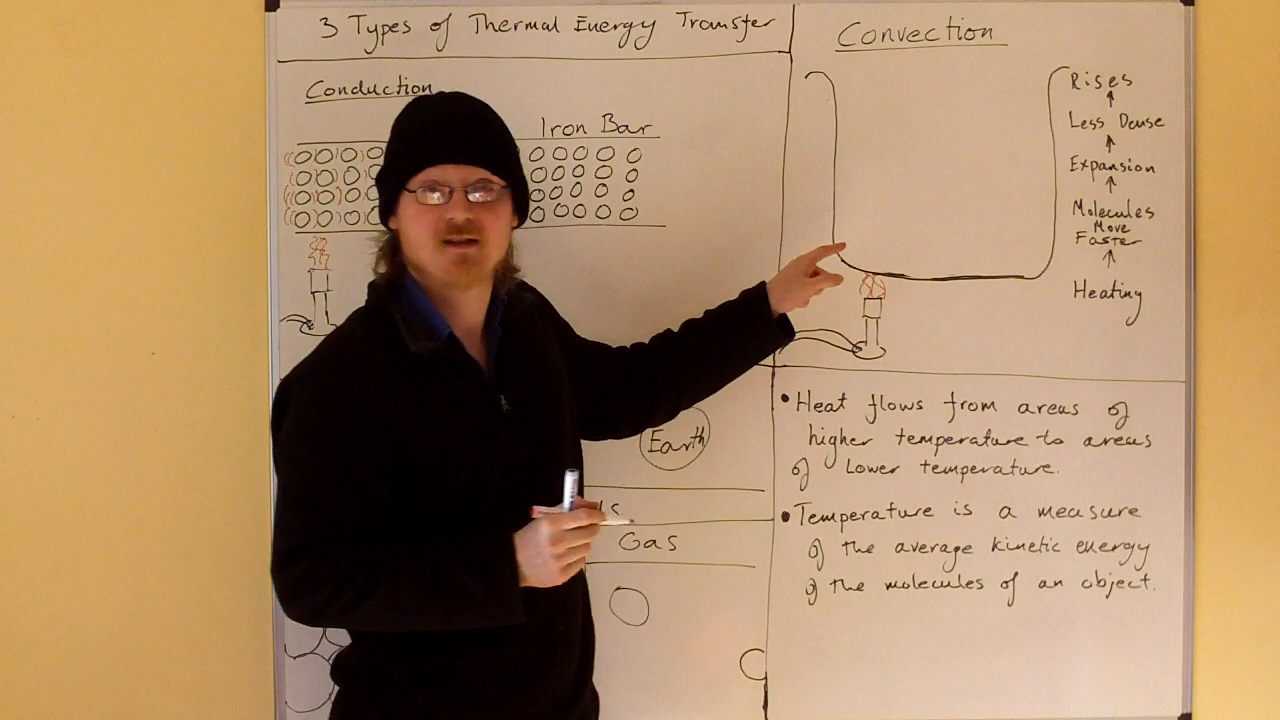 3 Types of Thermal Energy Transfer
Conduction
Iron Bar
Earth
Gas
Convection
Rises
Less Dense
Expansion
Molecules
Move
Faster
Heating
• Heat flows from areas of
higher temperature to areas
of Lower temperature.
• Temperature is a measure
of the average kinetic energy
of the molecules of an object.